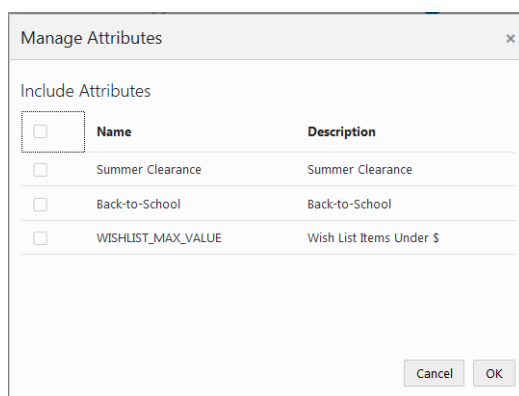 Manage Attributes ×
Include Attributes
Name Description
Summer Clearance Summer Clearance
Back-to-School Back-to-School
WISHLIST_MAX_VALUE Wish List Items Under $
Cancel OK